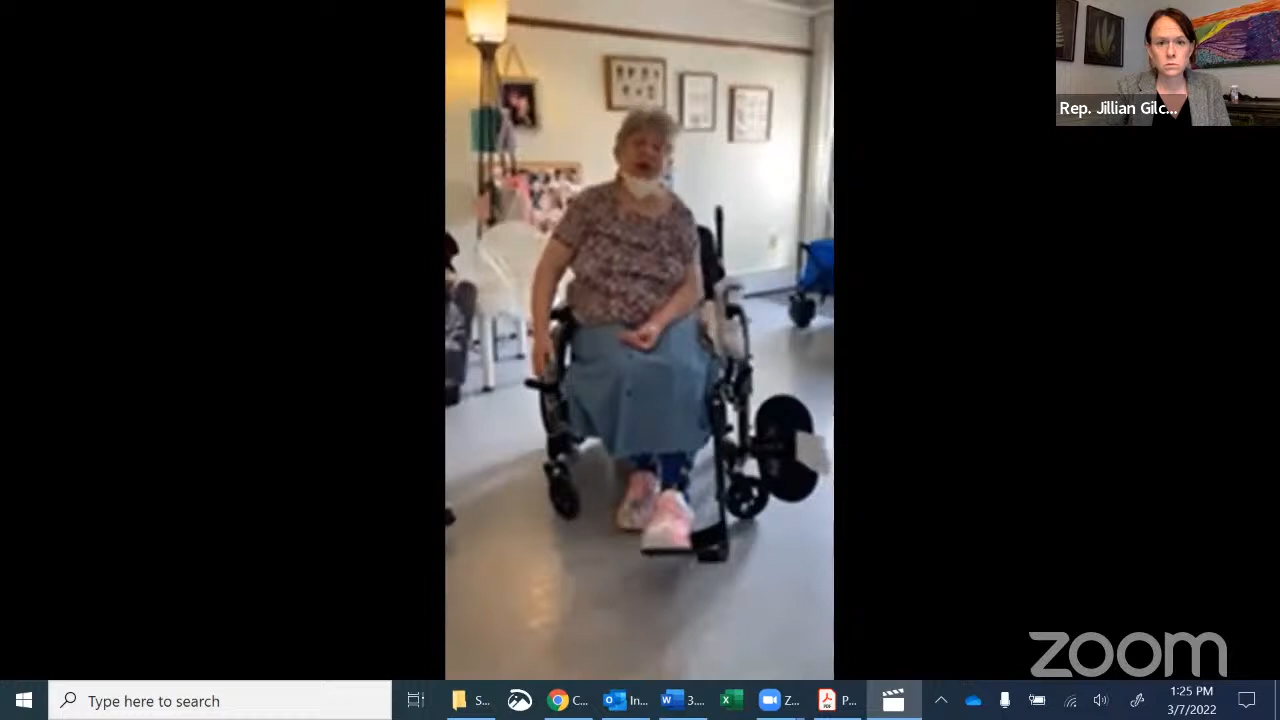 Rep. Jillian Gilc...
zoom
Type here to search
S...
C...
In...
3....
Z...
P...
1:25 PM
3/7/2022